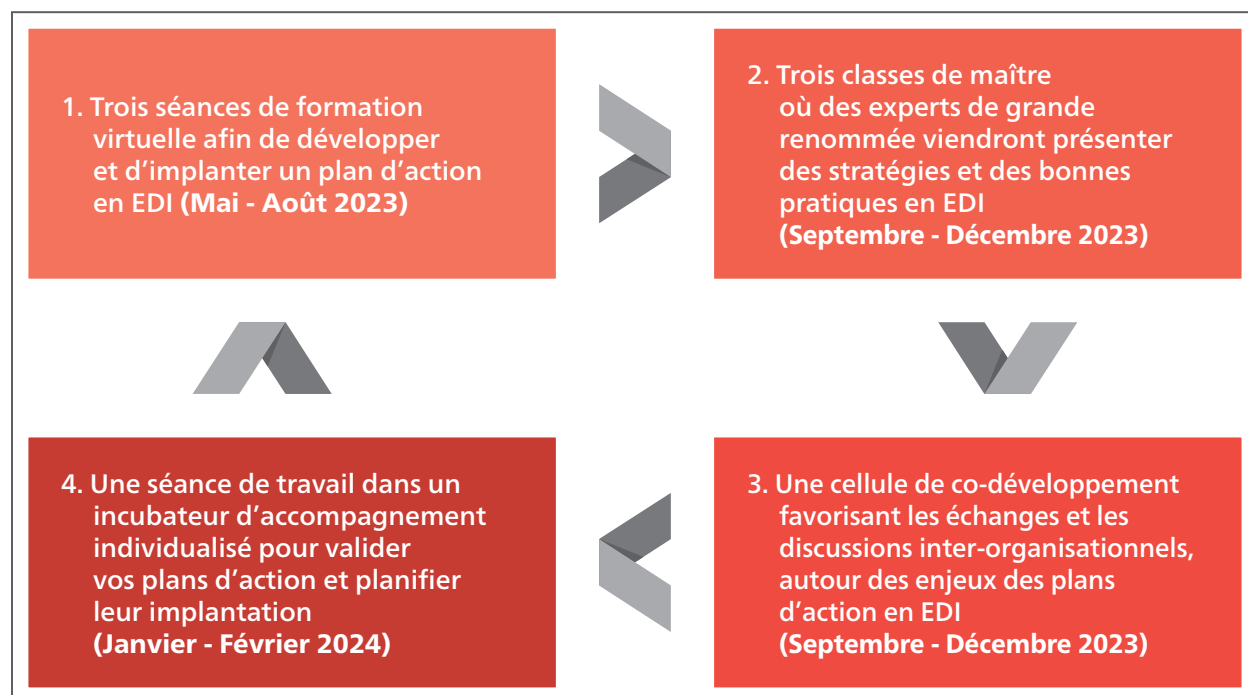 1. Trois séances de formation
virtuelle afin de développer
et d’implanter un plan d’action
en EDI (Mai - Août 2023)
2. Trois classes de maître
où des experts de grande
renommée viendront présenter
des stratégies et des bonnes
pratiques en EDI
(Septembre - Décembre 2023)
3. Une cellule de co-développement
favorisant les échanges et les
discussions inter-organisationnels,
autour des enjeux des plans
d’action en EDI
(Septembre - Décembre 2023)
4. Une séance de travail dans un
incubateur d’accompagnement
individualisé pour valider
vos plans d’action et planifier
leur implantation
(Janvier - Février 2024)